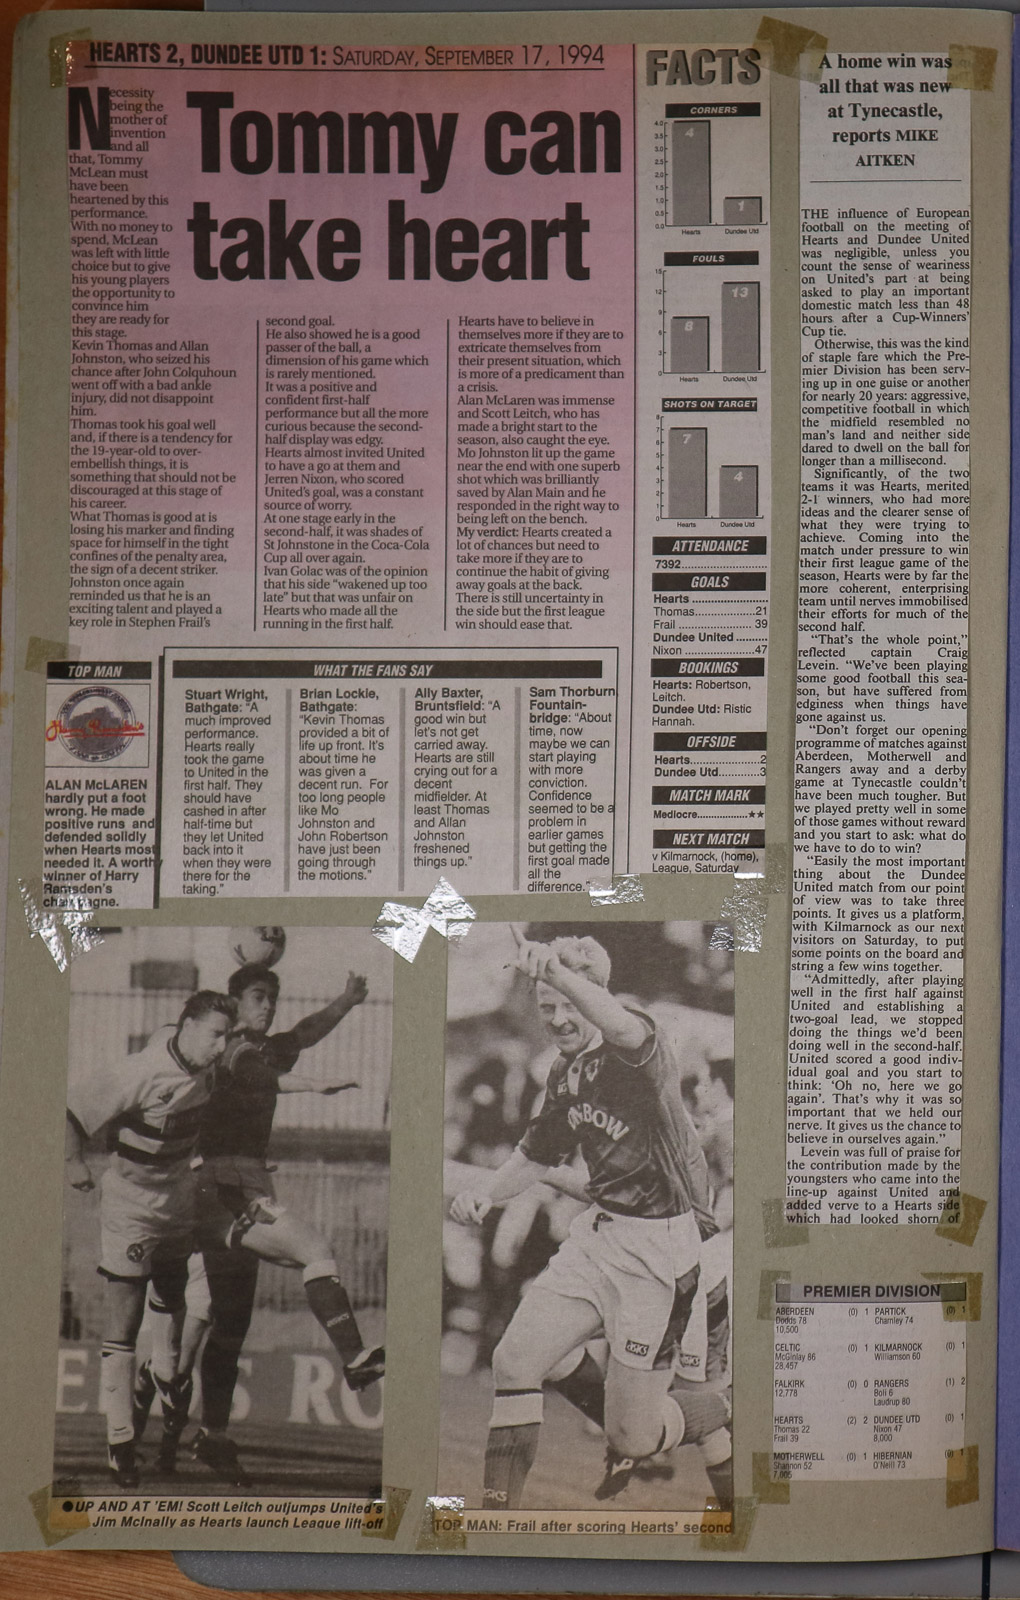 HEARTS 2, DUNDEE UTD 1: SATURDAY, SEPTEMBER 17, 1994
Tommy can
take heart
Necessity
being the
mother of
invention
and all
that, Tommy
McLean must
have been
heartened by this
performance.
With no money to
spend, McLean
was left with little
choice but to give
his young players
the opportunity to
convince him
they are ready for
this stage.
Kevin Thomas and Allan
Johnston, who seized his
chance after John Colquhoun
went off with a bad ankle
injury, did not disappoint
him.
Thomas took his goal well
and, if there is a tendency for
the 19-year-old to over-
embellish things, it is
something that should not be
discouraged at this stage of
his career.
What Thomas is good at is
losing his marker and finding
space for himself in the tight
confines of the penalty area,
the sign of a decent striker.
Johnston once again
reminded us that he is an
exciting talent and played a
key role in Stephen Frail's
second goal.
He also showed he is a good
passer of the ball, a
dimension of his game which
is rarely mentioned.
It was a positive and
confident first-half
performance but all the more
curious because the second-
half display was edgy.
Hearts almost invited United
to have a go at them and
Jerren Nixon, who scored
United's goal, was a constant
source of worry.
At one stage early in the
second-half, it was shades of
St Johnstone in the Coca-Cola
Cup all over again.
Ivan Golac was of the opinion
that his side "wakened up too
late" but that was unfair on
Hearts who made all the
running in the first half.
Hearts have to believe in
themselves more if they are to
extricate themselves from
their present situation, which
is more of a predicament than
a crisis.
Alan McLaren was immense
and Scott Leitch, who has
made a bright start to the
season, also caught the eye.
Mo Johnston lit up the game
near the end with one superb
shot which was brilliantly
saved by Alan Main and he
responded in the right way to
being left on the bench.
My verdict: Hearts created a
lot of chances but need to
take more if they are to
continue the habit of giving
away goals at the back.
There is still uncertainty in
the side but the first league
win should ease that.
TOP MAN
Harry Ramsden's
ALAN McLAREN
hardly put a foot
wrong. He made
positive runs and
defended solidly
when Hearts most
needed it. A worthy
winner of Harry
Ramsden's
champagne.
WHAT THE FANS SAY
Stuart Wright,
Bathgate: "A
much improved
performance.
Hearts really
took the game
to United in the
first half. They
should have
cashed in after
half-time but
they let United
back into it
when they were
there for the
taking."
Brian Lockie,
Bathgate:
"Kevin Thomas
provided a bit of
life up front. It's
about time he
was given a
decent run. For
too long people
like Mo
Johnston and
John Robertson
have just been
going through
the motions."
Ally Baxter,
Bruntsfield: "A
good win but
let's not get
carried away.
Hearts are still
crying out for a
decent
midfielder. At
least Thomas
and Allan
Johnston
freshened
things up."
Sam Thorburn,
Fountain-
bridge: "About
time, now
maybe we can
start playing
with more
conviction.
Confidence
seemed to be a
problem in
earlier games
but getting the
first goal made
all the
difference."
FACTS
CORNERS
4.0
3.5
3.0
2.5
2.0
1.5
1.0
0.5
0.0
4
1
Hearts Dundee Utd
FOULS
15
12
9
6
3
0
8
13
Hearts Dundee Utd
SHOTS ON TARGET
8
7
6
5
4
3
2
1
0
7
4
Hearts Dundee Utd
ATTENDANCE
7392
GOALS
Hearts
Thomas 21
Frail 39
Dundee United
Nixon 47
BOOKINGS
Hearts: Robertson,
Leitch.
Dundee Utd: Ristic
Hannah.
OFFSIDE
Hearts 2
Dundee Utd 3
MATCH MARK
Mediocre ★★
NEXT MATCH
v Kilmarnock, (home),
League, Saturday
A home win was
all that was new
at Tynecastle,
reports MIKE
AITKEN
THE influence of European
football on the meeting of
Hearts and Dundee United
was negligible, unless you
count the sense of weariness
on United's part at being
asked to play an important
domestic match less than 48
hours after a Cup-Winners'
Cup tie.
Otherwise, this was the kind
of staple fare which the Pre-
mier Division has been serv-
ing up in one guise or another
for nearly 20 years: aggressive,
competitive football in which
the midfield resembled no
man's land and neither side
dared to dwell on the ball for
longer than a millisecond.
Significantly, of the two
teams it was Hearts, merited
2-1 winners, who had more
ideas and the clearer sense of
what they were trying to
achieve. Coming into the
match under pressure to win
their first league game of the
season, Hearts were by far the
more coherent, enterprising
team until nerves immobilised
their efforts for much of the
second half.
"That's the whole point,"
reflected captain Craig
Levein. "We've been playing
some good football this sea-
son, but have suffered from
edginess when things have
gone against us.
"Don't forget our opening
programme of matches against
Aberdeen, Motherwell and
Rangers away and a derby
game at Tynecastle couldn't
have been much tougher. But
we played pretty well in some
of those games without reward
and you start to ask: what do
we have to do to win?
"Easily the most important
thing about the Dundee
United match from our point
of view was to take three
points. It gives us a platform,
with Kilmarnock as our next
visitors on Saturday, to put
some points on the board and
string a few wins together.
"Admittedly, after playing
well in the first half against
United and establishing a
two-goal lead, we stopped
doing the things we'd been
doing well in the second-half.
United scored a good indiv-
idual goal and you start to
think: 'Oh no, here we go
again'. That's why it was so
important that we held our
nerve. It gives us the chance to
believe in ourselves again."
Levein was full of praise for
the contribution made by the
youngsters who came into the
line-up against United and
added verve to a Hearts side
which had looked shorn of
●UP AND AT 'EM! Scott Leitch outjumps United's
Jim McInally as Hearts launch League lift-off
TOP MAN: Frail after scoring Hearts' second
PREMIER DIVISION
ABERDEEN (0) 1 PARTICK (0) 1
Dodds 78 Charnley 74
10,500
CELTIC (0) 1 KILMARNOCK (0) 1
McGinlay 86 Williamson 60
28,457
FALKIRK (0) 0 RANGERS (1) 2
12,778 Boli 6
Laudrup 80
HEARTS (2) 2 DUNDEE UTD (0) 1
Thomas 22 Nixon 47
Frail 39 8,000
MOTHERWELL (0) 1 HIBERNIAN (0) 1
Shannon 52 O'Neill 73
7,005